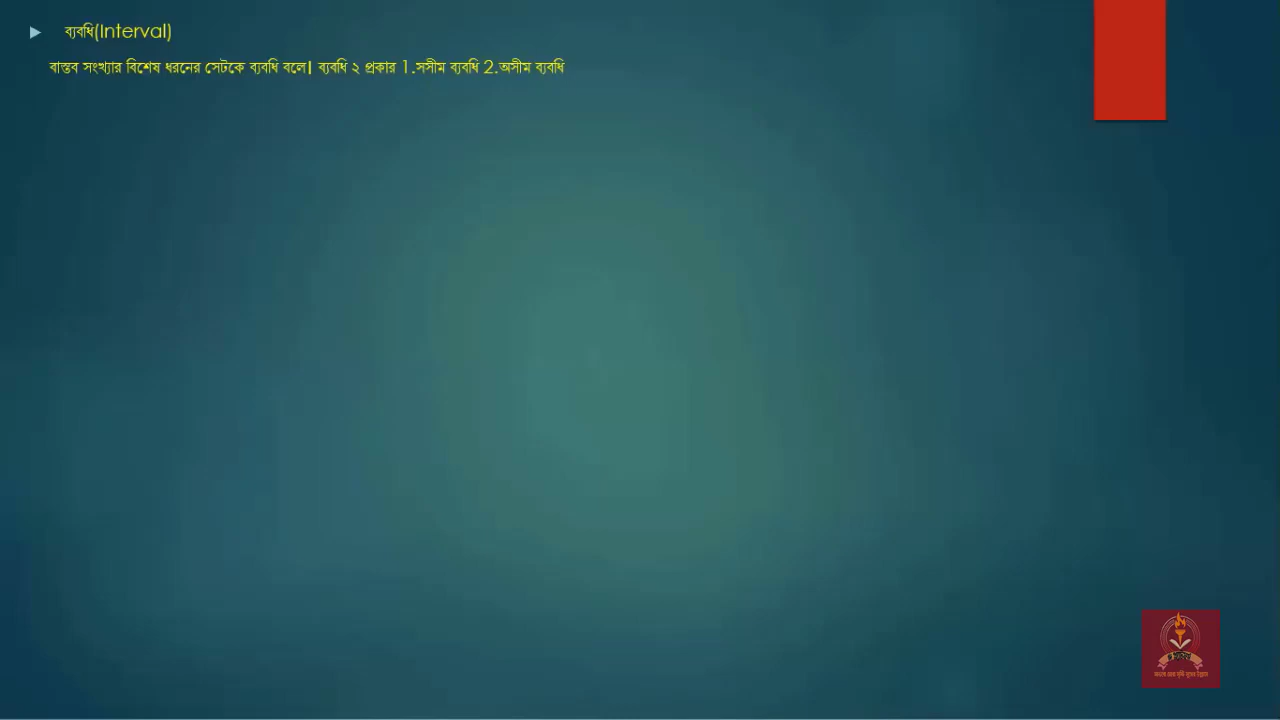 ব্যবধি(Interval)
বাস্তব সংখ্যার বিশেষ ধরনের সেটকে ব্যবধি বলে| ব্যবধি ২ প্রকার 1.সসীম ব্যবধি 2.অসীম ব্যবধি